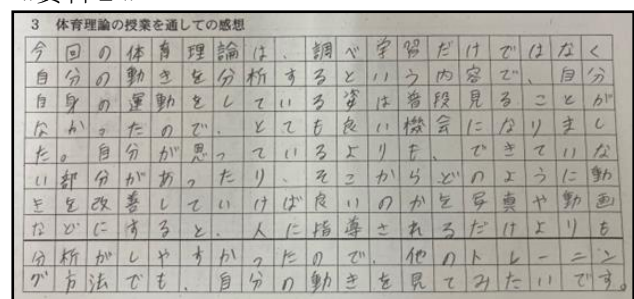 3 体育理論の授業を通しての感想
今回の体育理論は、調べ学習だけではなく
自分の動きを分析するという内容で、自分
自身の運動をしている姿は普段見ることが
なかったので、とても良い機会になりまし
た。自分が思っているよりも、できていな
い部分があったり、そこからどのように動
きを改善していけば良いのかを写真や動画
などにすると、人に指導されるだけよりも
分析がしやすかったので、他のトレーニン
グ方法でも、自分の動きを見てみたいです。